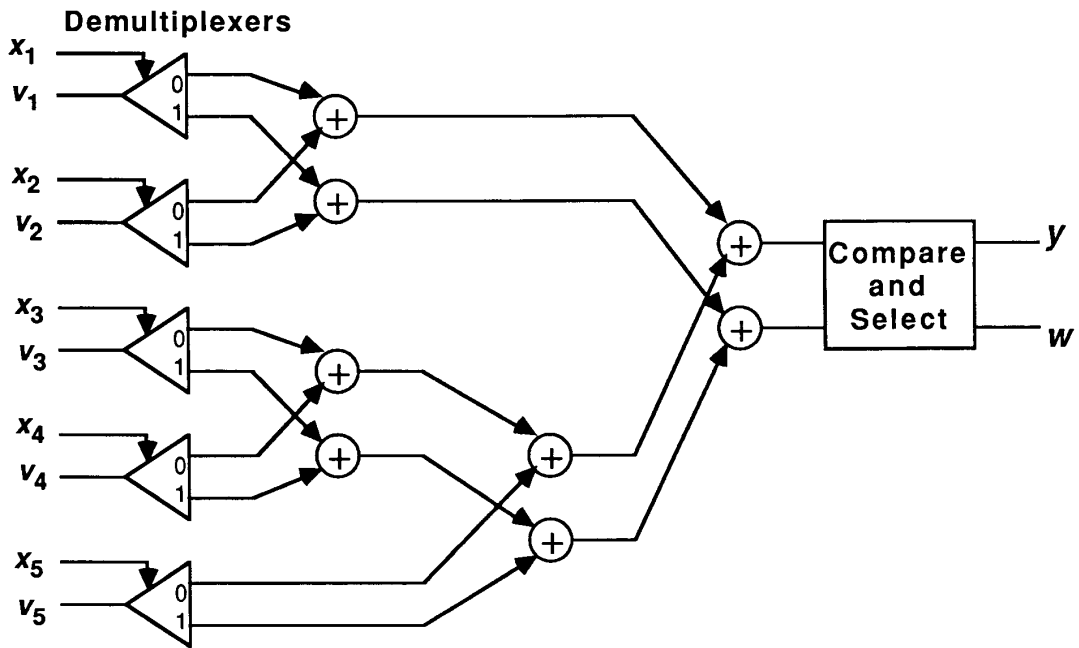 Demultiplexers
x1
v1
0
1
+
x2
v2
0
1
+
+
y
Compare
and
Select
x3
v3
0
1
+
+
w
x4
v4
0
1
+
+
x5
v5
0
1
+